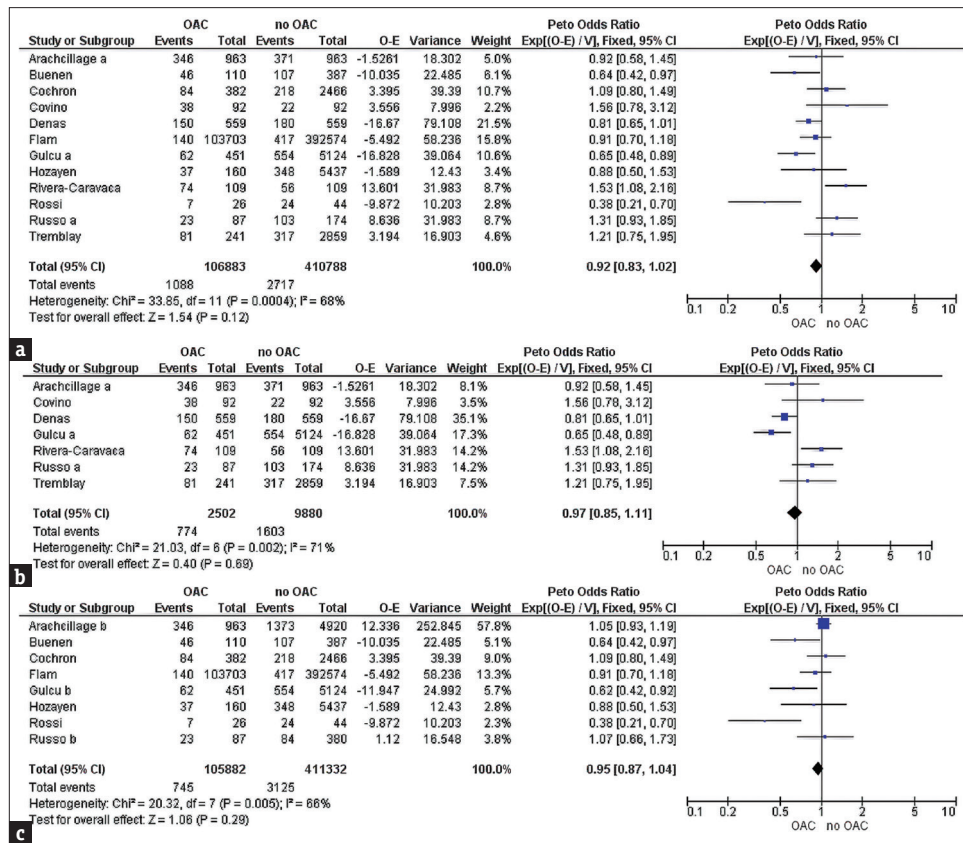 OAC no OAC Peto Odds Ratio Peto Odds Ratio
Study or Subgroup Events Total Events Total O-E Variance Weight Exp[(O-E) / V], Fixed, 95% CI Exp[(O-E) / V], Fixed, 95% CI
Arachcillage a 346 963 371 963 -1.5261 18.302 5.0% 0.92 [0.58, 1.45]
Buenen 46 110 107 387 -10.035 22.485 6.1% 0.64 [0.42, 0.97]
Cochron 84 382 218 2466 3.395 39.39 10.7% 1.09 [0.80, 1.49]
Covino 38 92 22 92 3.556 7.996 2.2% 1.56 [0.78, 3.12]
Denas 150 559 180 559 -16.67 79.108 21.5% 0.81 [0.65, 1.01]
Flam 140 103703 417 392574 -5.492 58.236 15.8% 0.91 [0.70, 1.18]
Gulcu a 62 451 554 5124 -16.828 39.064 10.6% 0.65 [0.48, 0.89]
Hozayen 37 160 348 5437 -1.589 12.43 3.4% 0.88 [0.50, 1.53]
Rivera-Caravaca 74 109 56 109 13.601 31.983 8.7% 1.53 [1.08, 2.16]
Rossi 7 26 24 44 -9.872 10.203 2.8% 0.38 [0.21, 0.70]
Russo a 23 87 103 174 8.636 31.983 8.7% 1.31 [0.93, 1.85]
Tremblay 81 241 317 2859 3.194 16.903 4.6% 1.21 [0.75, 1.95]
Total (95% CI) 106883 410788 100.0% 0.92 [0.83, 1.02]
Total events 1088 2717
Heterogeneity: Chi² = 33.85, df = 11 (P = 0.0004); I² = 68%
Test for overall effect: Z = 1.54 (P = 0.12)
0.1 0.2 0.5 1 2 5 10
OAC no OAC
a
OAC no OAC Peto Odds Ratio Peto Odds Ratio
Study or Subgroup Events Total Events Total O-E Variance Weight Exp[(O-E) / V], Fixed, 95% CI Exp[(O-E) / V], Fixed, 95% CI
Arachcillage a 346 963 371 963 -1.5261 18.302 8.1% 0.92 [0.58, 1.45]
Covino 38 92 22 92 3.556 7.996 3.5% 1.56 [0.78, 3.12]
Denas 150 559 180 559 -16.67 79.108 35.1% 0.81 [0.65, 1.01]
Gulcu a 62 451 554 5124 -16.828 39.064 17.3% 0.65 [0.48, 0.89]
Rivera-Caravaca 74 109 56 109 13.601 31.983 14.2% 1.53 [1.08, 2.16]
Russo a 23 87 103 174 8.636 31.983 14.2% 1.31 [0.93, 1.85]
Tremblay 81 241 317 2859 3.194 16.903 7.5% 1.21 [0.75, 1.95]
Total (95% CI) 2502 9880 100.0% 0.97 [0.85, 1.11]
Total events 774 1603
Heterogeneity: Chi² = 21.03, df = 6 (P = 0.002); I² = 71%
Test for overall effect: Z = 0.40 (P = 0.69)
0.1 0.2 0.5 1 2 5 10
OAC no OAC
b
OAC no OAC Peto Odds Ratio Peto Odds Ratio
Study or Subgroup Events Total Events Total O-E Variance Weight Exp[(O-E) / V], Fixed, 95% CI Exp[(O-E) / V], Fixed, 95% CI
Arachcillage b 346 963 1373 4920 12.336 252.845 57.8% 1.05 [0.93, 1.19]
Buenen 46 110 107 387 -10.035 22.485 5.1% 0.64 [0.42, 0.97]
Cochron 84 382 218 2466 3.395 39.39 9.0% 1.09 [0.80, 1.49]
Flam 140 103703 417 392574 -5.492 58.236 13.3% 0.91 [0.70, 1.18]
Gulcu b 62 451 554 5124 -11.947 24.992 5.7% 0.62 [0.42, 0.92]
Hozayen 37 160 348 5437 -1.589 12.43 2.8% 0.88 [0.50, 1.53]
Rossi 7 26 24 44 -9.872 10.203 2.3% 0.38 [0.21, 0.70]
Russo b 23 87 84 380 1.12 16.548 3.8% 1.07 [0.66, 1.73]
Total (95% CI) 105882 411332 100.0% 0.95 [0.87, 1.04]
Total events 745 3125
Heterogeneity: Chi² = 20.32, df = 7 (P = 0.005); I² = 66%
Test for overall effect: Z = 1.06 (P = 0.29)
0.1 0.2 0.5 1 2 5 10
OAC no OAC
c